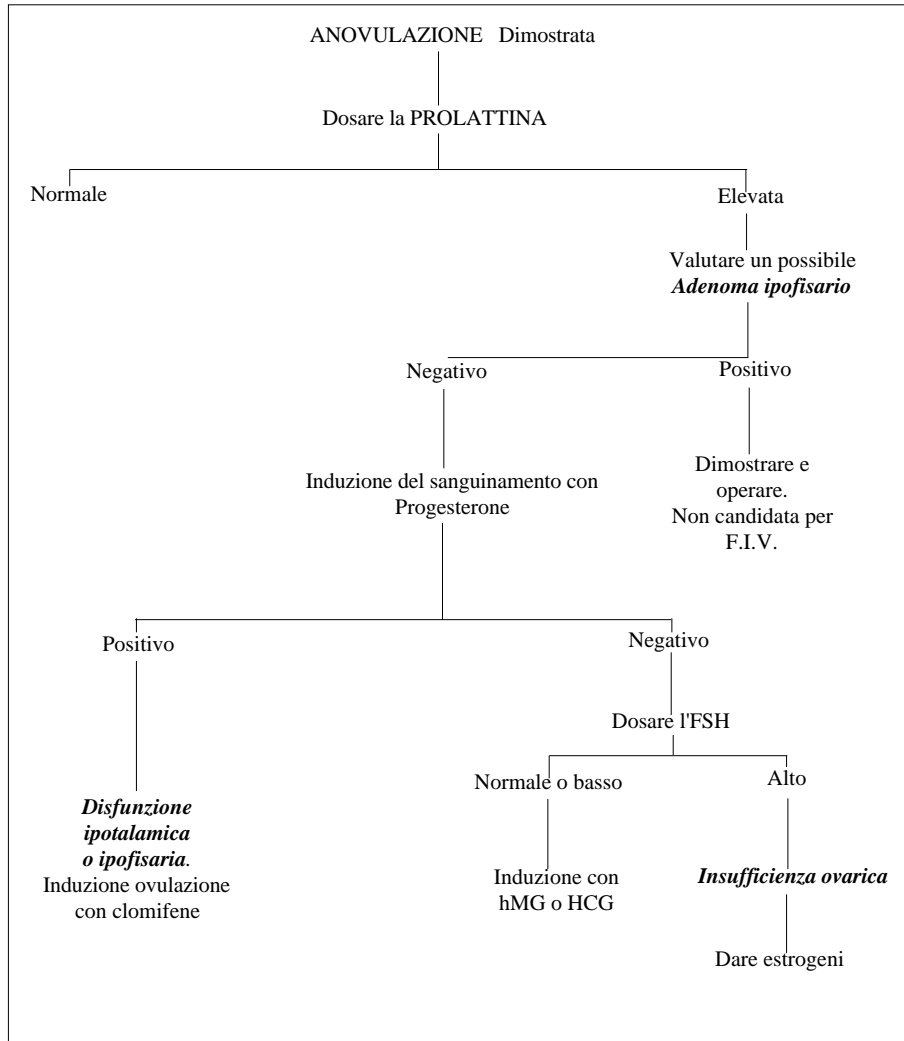 ANOVULAZIONE Dimostrata
Dosare la PROLATTINA
Normale
Elevata
Valutare un possibile
Adenoma ipofisario
Negativo
Positivo
Induzione del sanguinamento con
Progesterone
Dimostrare e
operare.
Non candidata per
F.I.V.
Positivo
Negativo
Dosare l'FSH
Normale o basso
Alto
Disfunzione
ipotalamica
o ipofisaria.
Induzione ovulazione
con clomifene
Induzione con
hMG o HCG
Insufficienza ovarica
Dare estrogeni